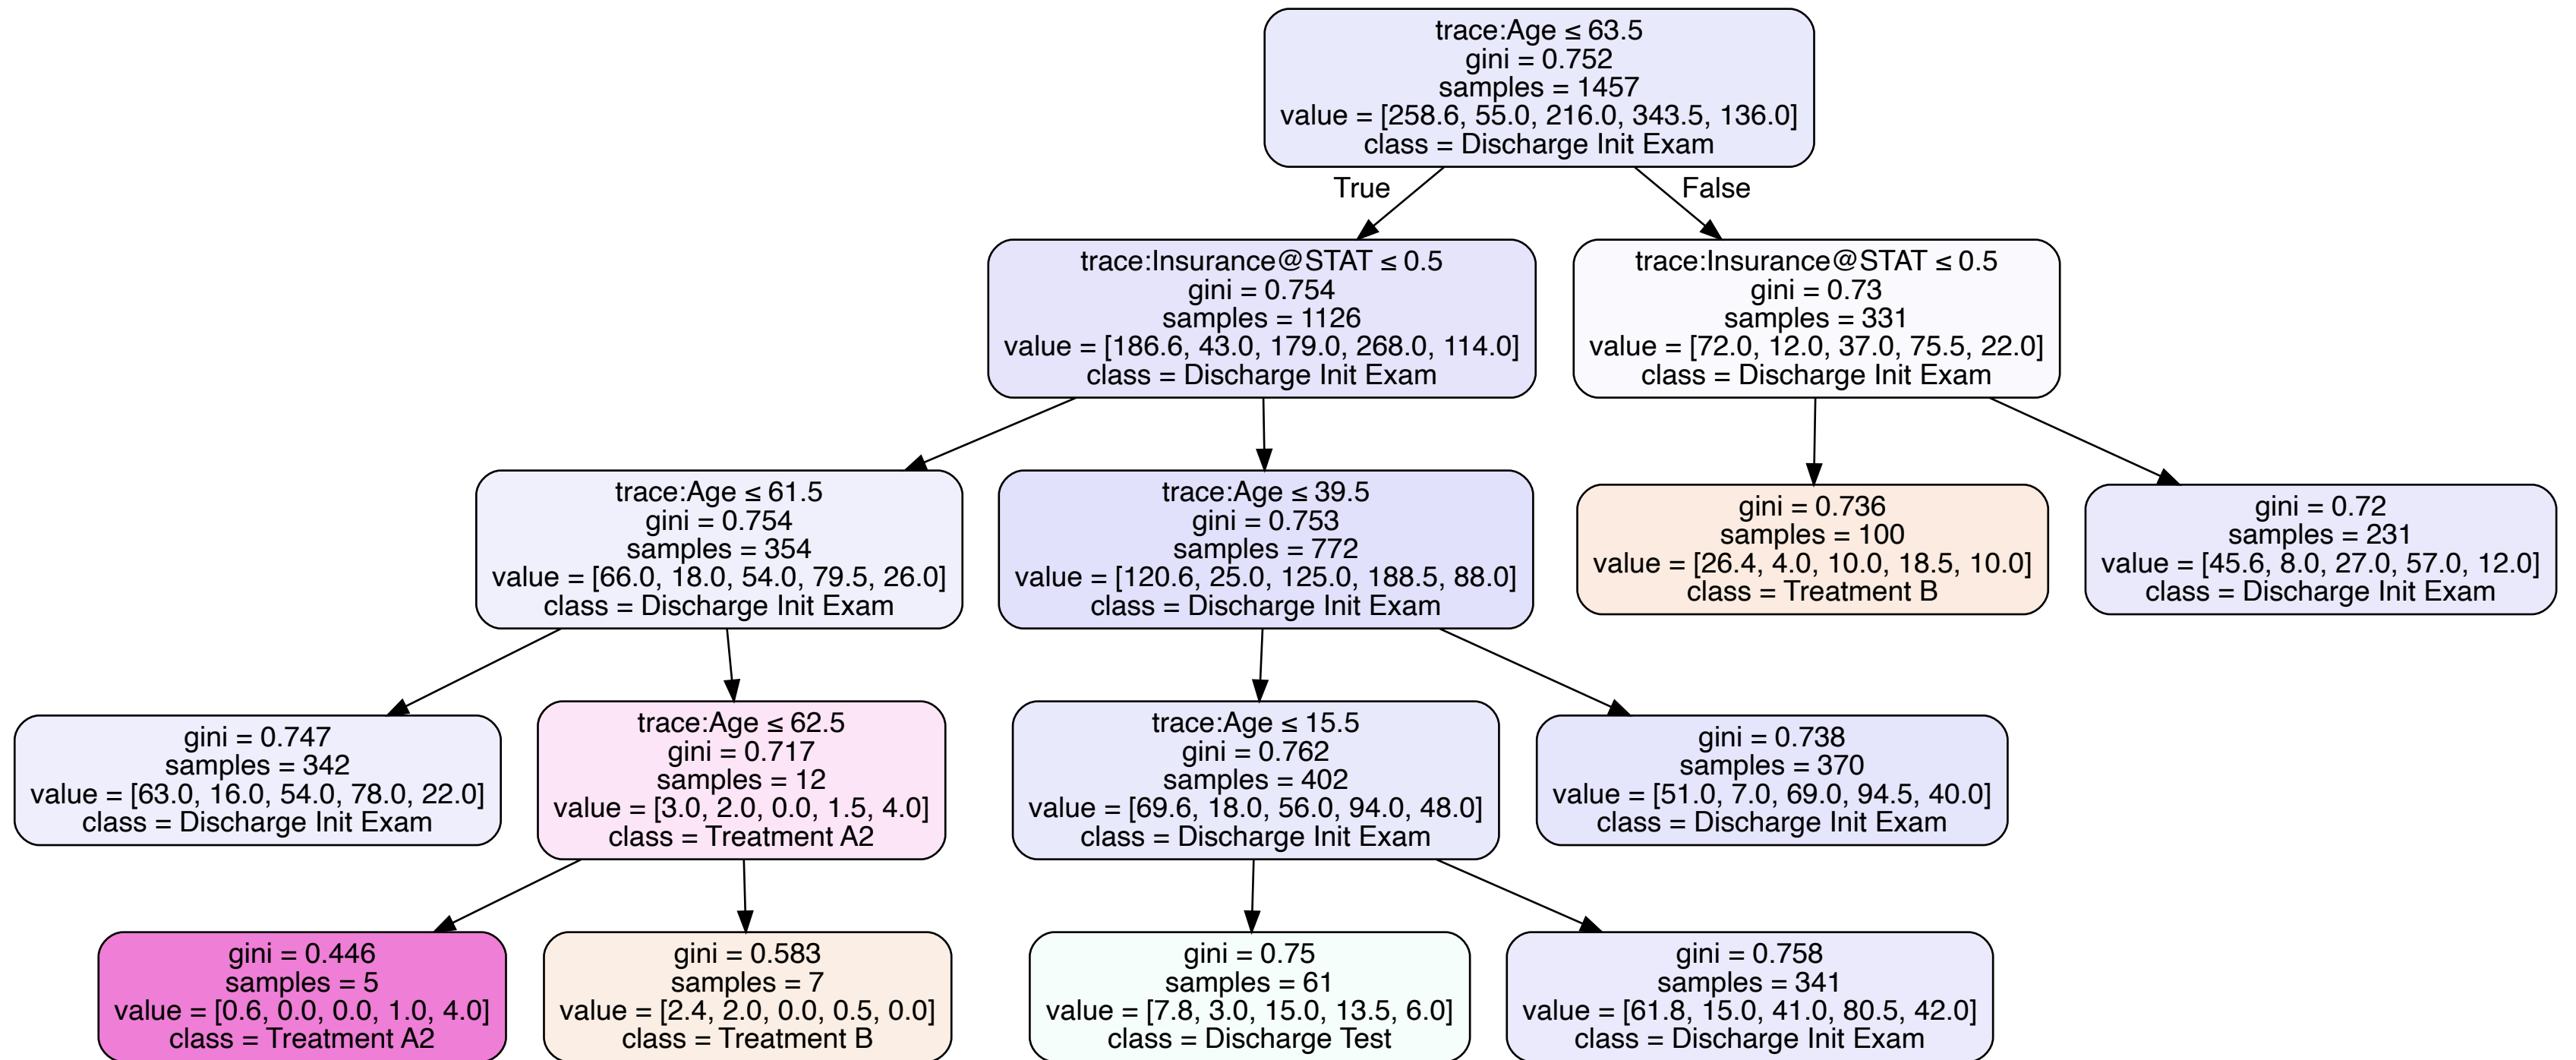 trace:Age ≤ 63.5
gini = 0.752
samples = 1457
value = [258.6, 55.0, 216.0, 343.5, 136.0]
class = Discharge Init Exam
True
False
trace:Insurance@STAT ≤ 0.5
gini = 0.754
samples = 1126
value = [186.6, 43.0, 179.0, 268.0, 114.0]
class = Discharge Init Exam
trace:Insurance@STAT ≤ 0.5
gini = 0.73
samples = 331
value = [72.0, 12.0, 37.0, 75.5, 22.0]
class = Discharge Init Exam
trace:Age ≤ 61.5
gini = 0.754
samples = 354
value = [66.0, 18.0, 54.0, 79.5, 26.0]
class = Discharge Init Exam
trace:Age ≤ 39.5
gini = 0.753
samples = 772
value = [120.6, 25.0, 125.0, 188.5, 88.0]
class = Discharge Init Exam
gini = 0.736
samples = 100
value = [26.4, 4.0, 10.0, 18.5, 10.0]
class = Treatment B
gini = 0.72
samples = 231
value = [45.6, 8.0, 27.0, 57.0, 12.0]
class = Discharge Init Exam
gini = 0.747
samples = 342
value = [63.0, 16.0, 54.0, 78.0, 22.0]
class = Discharge Init Exam
trace:Age ≤ 62.5
gini = 0.717
samples = 12
value = [3.0, 2.0, 0.0, 1.5, 4.0]
class = Treatment A2
trace:Age ≤ 15.5
gini = 0.762
samples = 402
value = [69.6, 18.0, 56.0, 94.0, 48.0]
class = Discharge Init Exam
gini = 0.738
samples = 370
value = [51.0, 7.0, 69.0, 94.5, 40.0]
class = Discharge Init Exam
gini = 0.446
samples = 5
value = [0.6, 0.0, 0.0, 1.0, 4.0]
class = Treatment A2
gini = 0.583
samples = 7
value = [2.4, 2.0, 0.0, 0.5, 0.0]
class = Treatment B
gini = 0.75
samples = 61
value = [7.8, 3.0, 15.0, 13.5, 6.0]
class = Discharge Test
gini = 0.758
samples = 341
value = [61.8, 15.0, 41.0, 80.5, 42.0]
class = Discharge Init Exam